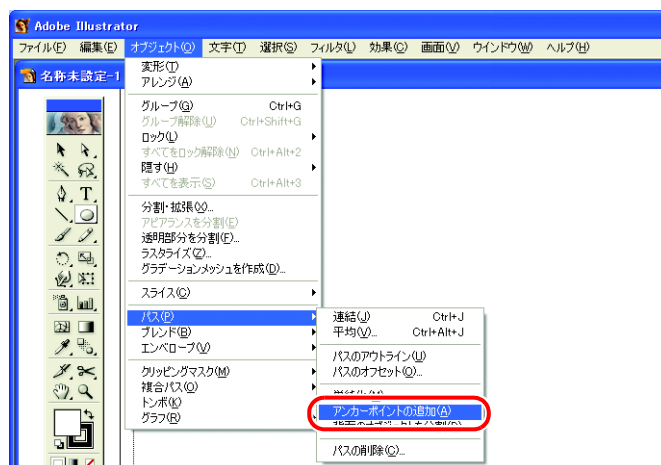 Adobe Illustrator
ファイル(F) 編集(E) オブジェクト(O) 文字(T) 選択(S) フィルタ(L) 効果(C) 画面(V) ウインドウ(W) ヘルプ(H)
名称未設定-1
変形(T)
アレンジ(A)
グループ(G) Ctrl+G
グループ解除(U) Ctrl+Shift+G
ロック(L)
すべてをロック解除(N) Ctrl+Alt+2
隠す(H)
すべてを表示(S) Ctrl+Alt+3
分割・拡張(X)...
アピアランスを分割(E)
透明部分を分割(F)...
ラスタライズ(Z)...
グラデーションメッシュを作成(D)...
スライス(C)
パス(P)
ブレンド(B)
エンベロープ(V)
クリッピングマスク(M)
複合パス(O)
トンボ(K)
グラフ(R)
連結(J) Ctrl+J
平均(V)... Ctrl+Alt+J
パスのアウトライン(U)
パスのオフセット(O)...
アンカーポイントの追加(A)
パスの削除(C)...